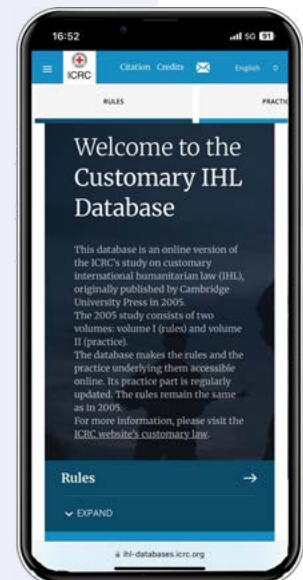 16:52
5G 91
ICRC
Citation Credits
English
RULES
PRACTIC
Welcome to the
Customary IHL
Database
This database is an online version of
the ICRC's study on customary
international humanitarian law (IHL),
originally published by Cambridge
University Press in 2005.
The 2005 study consists of two
volumes: volume I (rules) and volume
II (practice).
The database makes the rules and the
practice underlying them accessible
online. Its practice part is regularly
updated. The rules remain the same
as in 2005.
For more information, please visit the
ICRC website's customary law.
Rules
EXPAND
ihl-databases.icrc.org